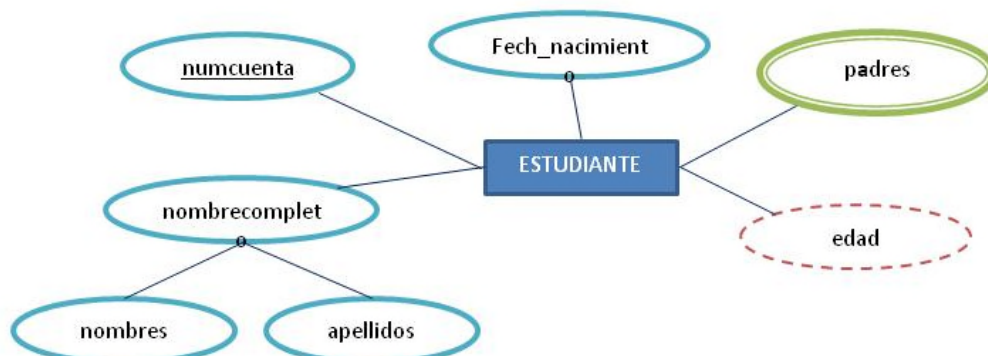 Fech_nacimient
o
numcuenta
padres
ESTUDIANTE
nombrecomplet
o
edad
nombres
apellidos